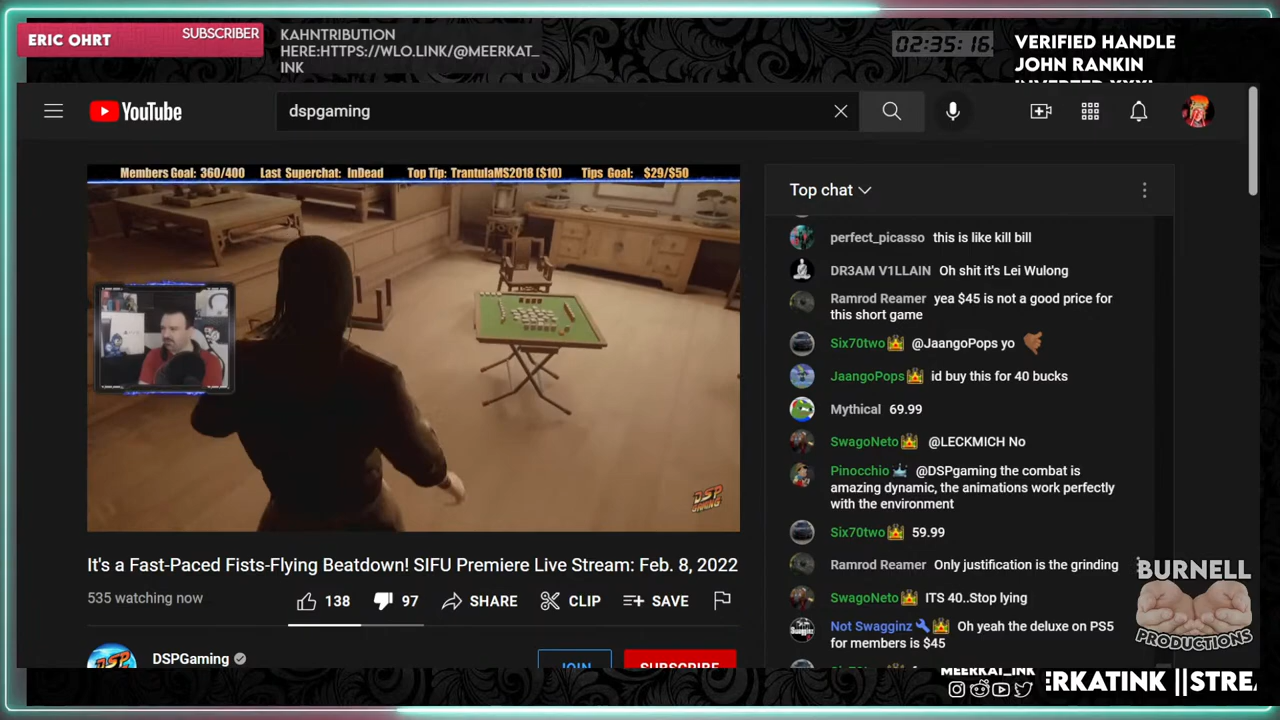 ERIC OHRT
SUBSCRIBER
KAHNTRIBUTION
HERE:HTTPS://WLO.LINK/@MEERKAT_
INK
02:35:16
VERIFIED HANDLE
JOHN RANKIN
YouTube
dspgaming
Members Goal: 360/400 Last Superchat: InDead Top Tip: TrantulaMS2018 ($10) Tips Goal: $29/$50
DSP
GAMING
Top chat
perfect_picasso this is like kill bill
DR3AM V1LLAIN Oh shit it's Lei Wulong
Ramrod Reamer yea $45 is not a good price for
this short game
Six70two @JaangoPops yo
JaangoPops id buy this for 40 bucks
Mythical 69.99
SwagoNeto @LECKMICH No
Pinocchio @DSPgaming the combat is
amazing dynamic, the animations work perfectly
with the environment
Six70two 59.99
Ramrod Reamer Only justification is the grinding
SwagoNeto ITS 40..Stop lying
Not Swagginz Oh yeah the deluxe on PS5
for members is $45
It's a Fast-Paced Fists-Flying Beatdown! SIFU Premiere Live Stream: Feb. 8, 2022
535 watching now
138
97
SHARE
CLIP
SAVE
DSPGaming
JOIN
SUBSCRIBE
BURNELL
PRODUCTIONS
MEERKAT_INK
ERKATINK ||STREA